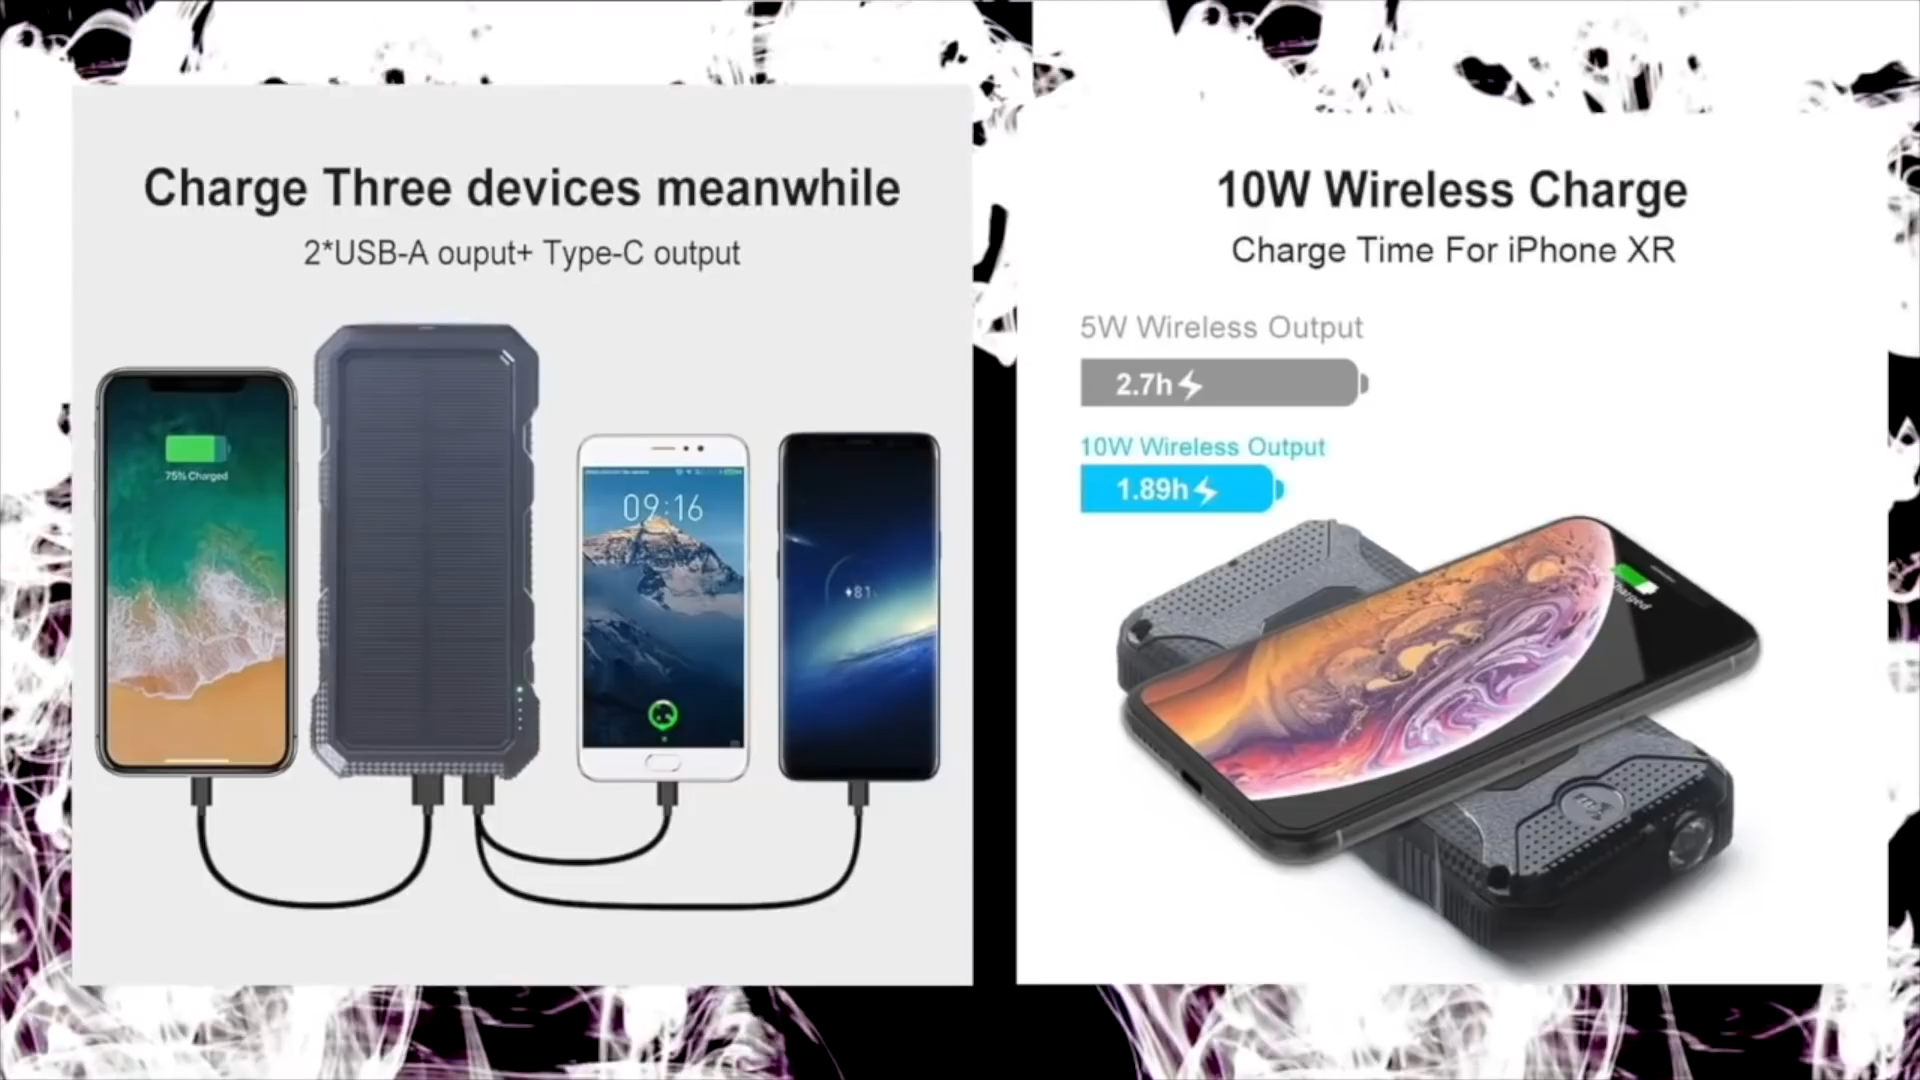 Charge Three devices meanwhile
2*USB-A ouput+ Type-C output
75% Charged
09:16
81
10W Wireless Charge
Charge Time For iPhone XR
5W Wireless Output
2.7h
10W Wireless Output
1.89h